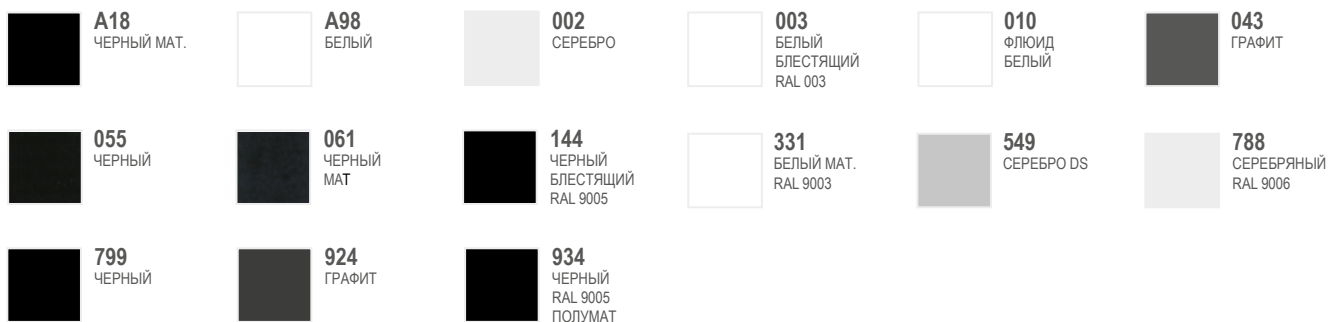 A18
ЧЕРНЫЙ МАТ.
A98
БЕЛЫЙ
002
СЕРЕБРО
003
БЕЛЫЙ
БЛЕСТЯЩИЙ
RAL 003
010
ФЛЮИД
БЕЛЫЙ
043
ГРАФИТ
055
ЧЕРНЫЙ
061
ЧЕРНЫЙ
МАТ
144
ЧЕРНЫЙ
БЛЕСТЯЩИЙ
RAL 9005
331
БЕЛЫЙ МАТ.
RAL 9003
549
СЕРЕБРО DS
788
СЕРЕБРЯНЫЙ
RAL 9006
799
ЧЕРНЫЙ
924
ГРАФИТ
934
ЧЕРНЫЙ
RAL 9005
ПОЛУМАТ